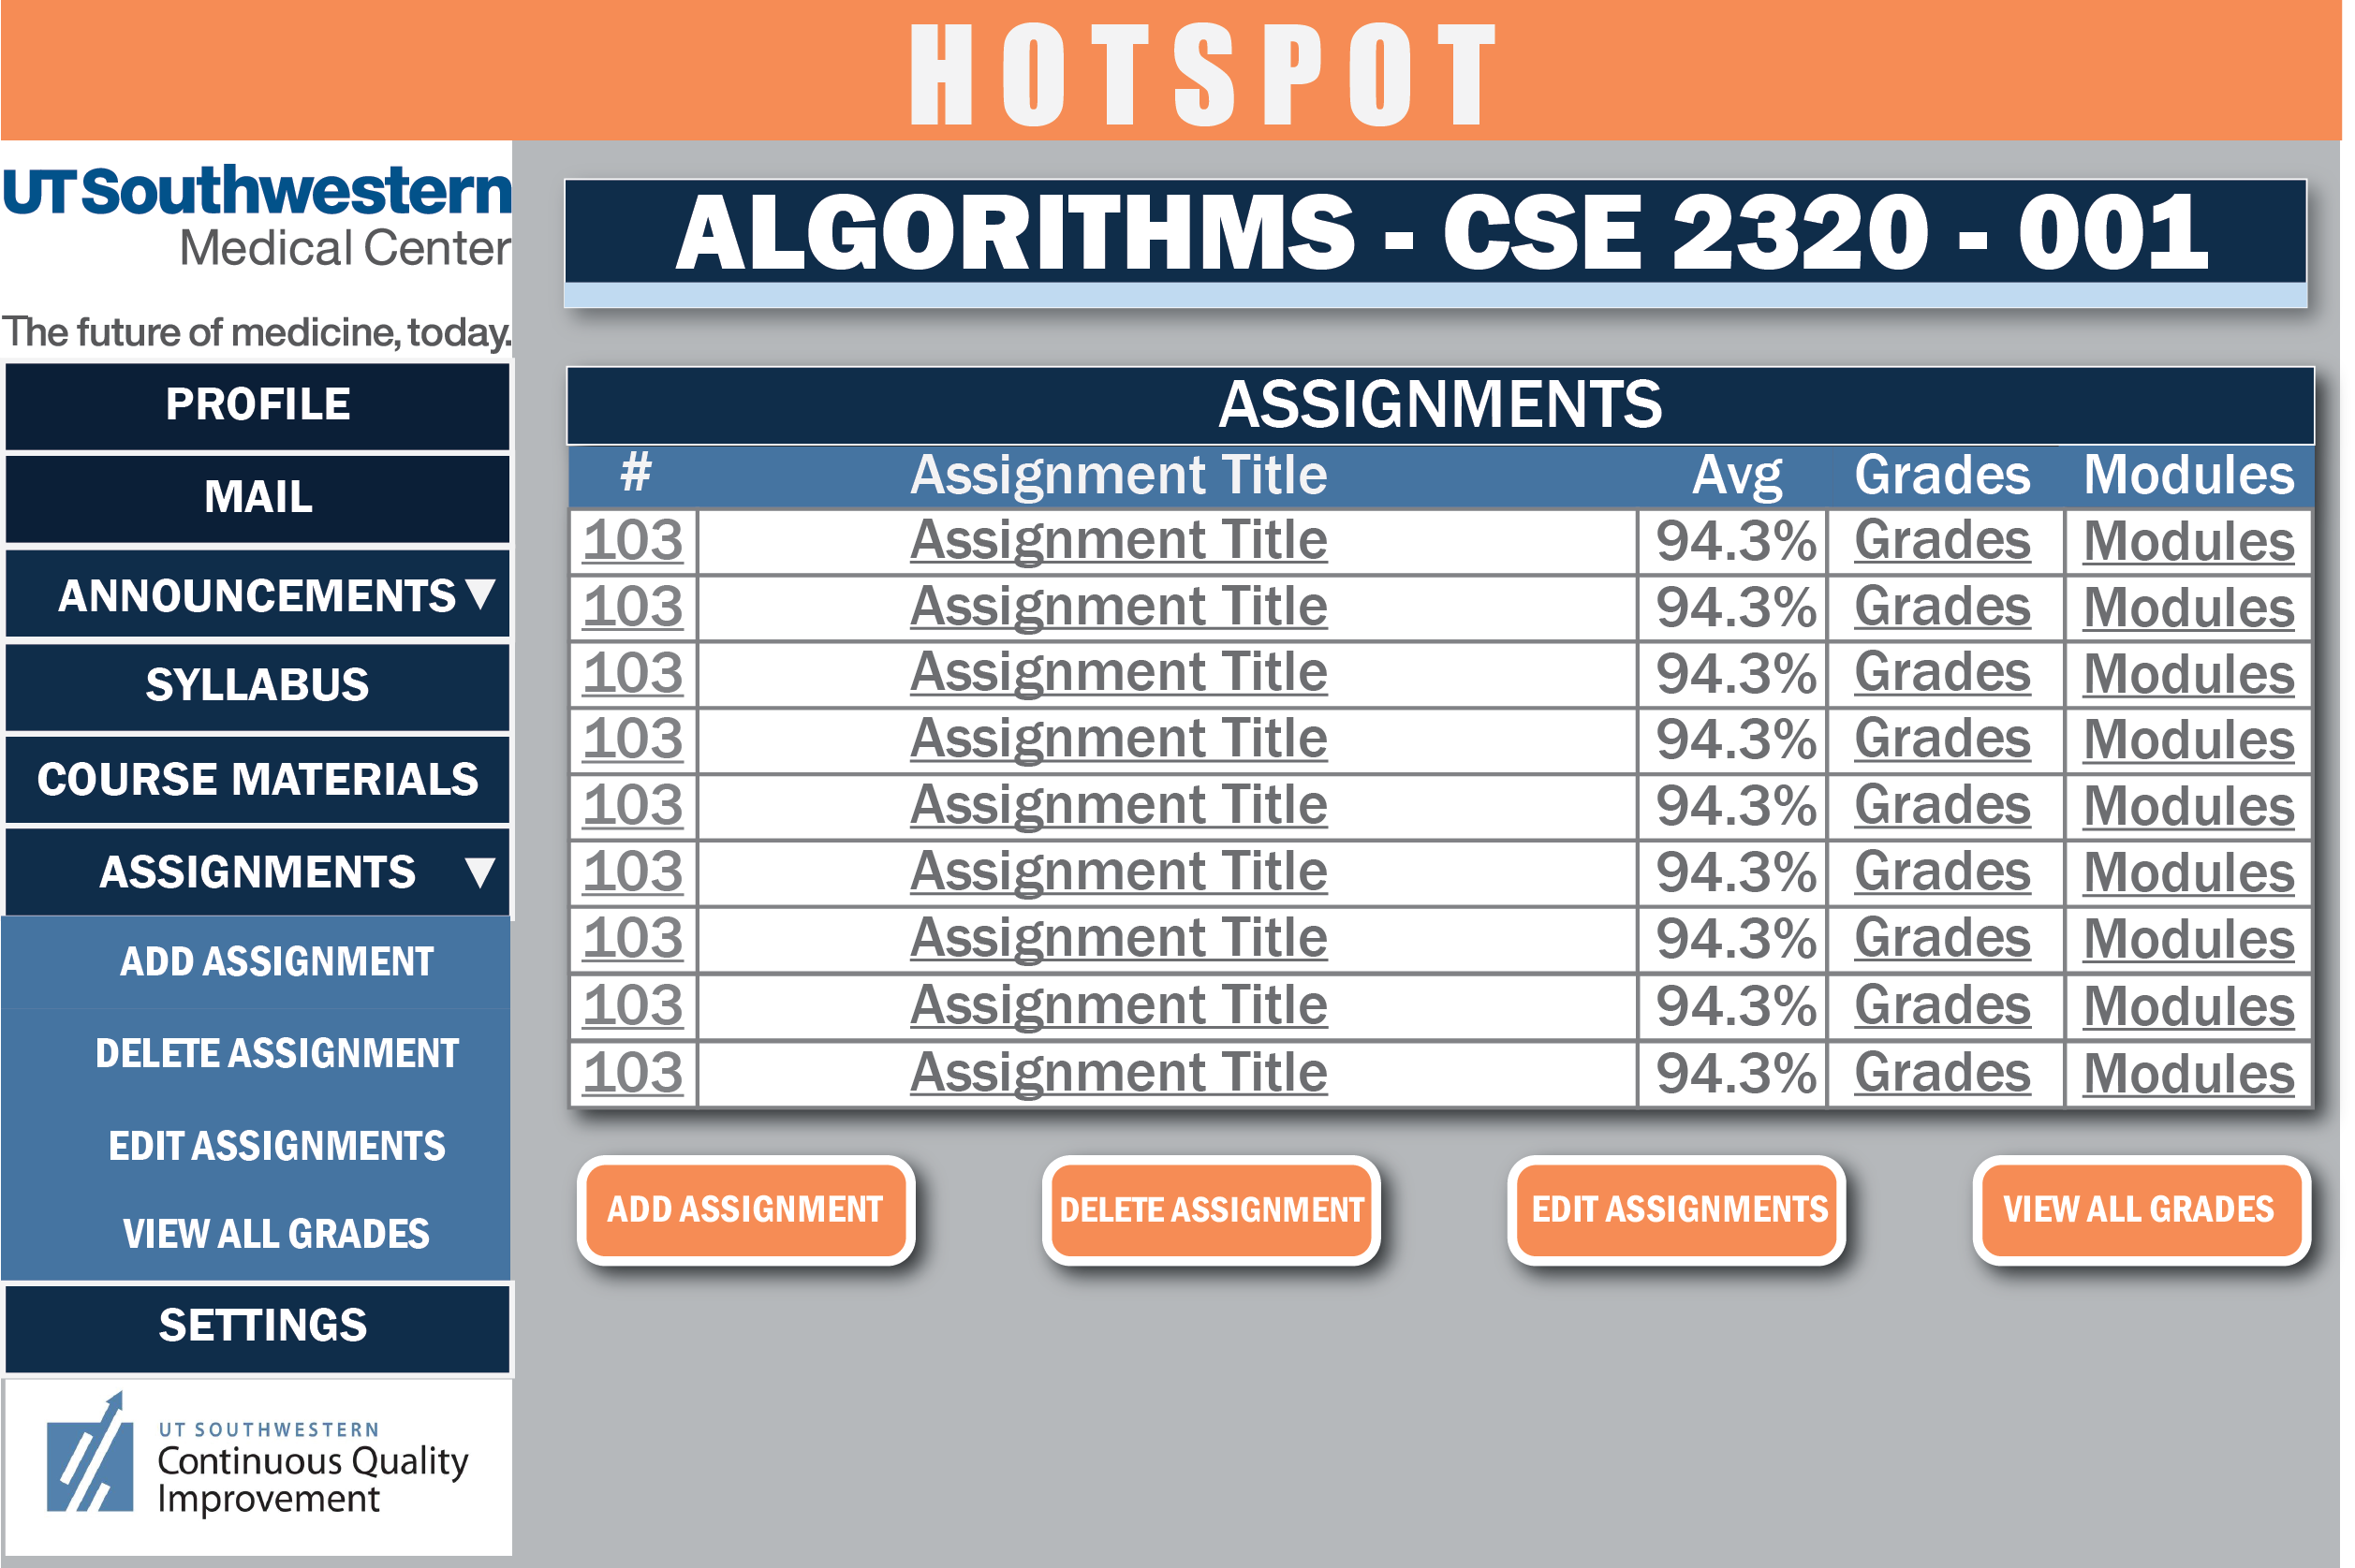 HOTSPOT
UTSouthwestern
Medical Center
The future of medicine, today.
PROFILE
MAIL
ANNOUNCEMENTS ▼
SYLLABUS
COURSE MATERIALS
ASSIGNMENTS ▼
ADD ASSIGNMENT
DELETE ASSIGNMENT
EDIT ASSIGNMENTS
VIEW ALL GRADES
SETTINGS
UT SOUTHWESTERN
Continuous Quality
Improvement
ALGORITHMS - CSE 2320 - 001
ASSIGNMENTS
# Assignment Title Avg Grades Modules
103 Assignment Title 94.3% Grades Modules
103 Assignment Title 94.3% Grades Modules
103 Assignment Title 94.3% Grades Modules
103 Assignment Title 94.3% Grades Modules
103 Assignment Title 94.3% Grades Modules
103 Assignment Title 94.3% Grades Modules
103 Assignment Title 94.3% Grades Modules
103 Assignment Title 94.3% Grades Modules
103 Assignment Title 94.3% Grades Modules
ADD ASSIGNMENT DELETE ASSIGNMENT EDIT ASSIGNMENTS VIEW ALL GRADES